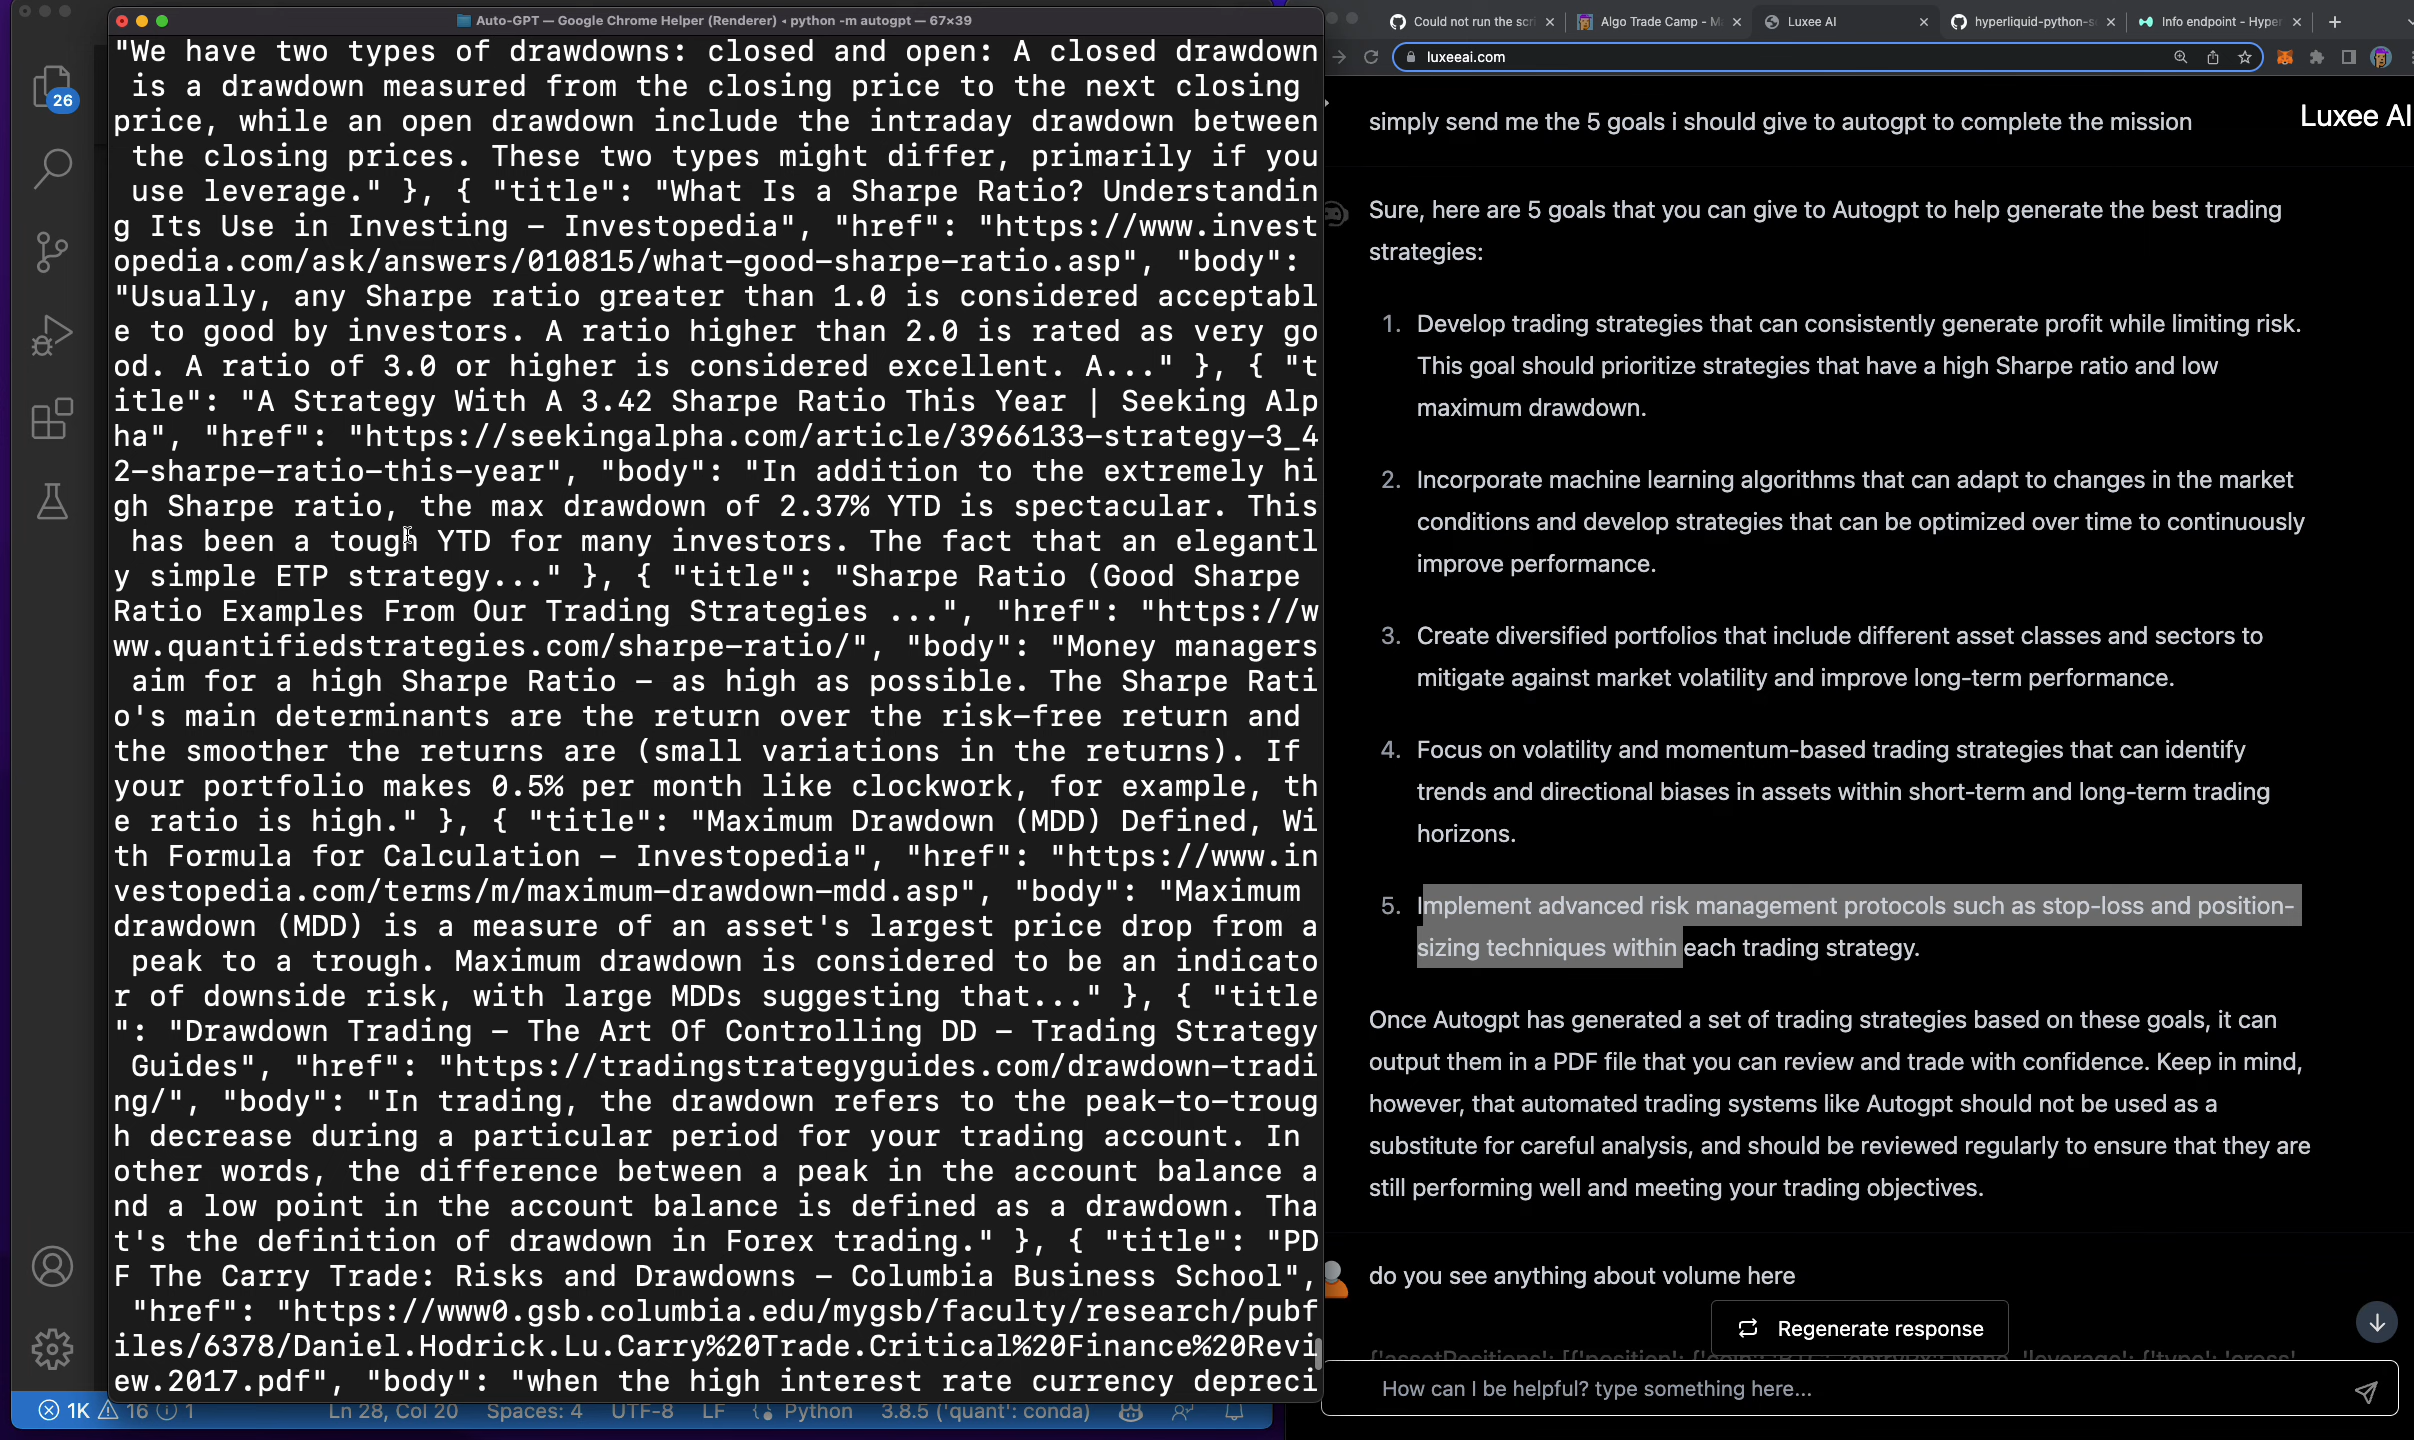 Auto-GPT — Google Chrome Helper (Renderer) ◂ python -m autogpt — 67×39
"We have two types of drawdowns: closed and open: A closed drawdown
is a drawdown measured from the closing price to the next closing
price, while an open drawdown include the intraday drawdown between
the closing prices. These two types might differ, primarily if you
use leverage." }, { "title": "What Is a Sharpe Ratio? Understandin
g Its Use in Investing – Investopedia", "href": "https://www.invest
opedia.com/ask/answers/010815/what-good-sharpe-ratio.asp", "body":
"Usually, any Sharpe ratio greater than 1.0 is considered acceptabl
e to good by investors. A ratio higher than 2.0 is rated as very go
od. A ratio of 3.0 or higher is considered excellent. A..." }, { "t
itle": "A Strategy With A 3.42 Sharpe Ratio This Year | Seeking Alp
ha", "href": "https://seekingalpha.com/article/3966133-strategy-3_4
2-sharpe-ratio-this-year", "body": "In addition to the extremely hi
gh Sharpe ratio, the max drawdown of 2.37% YTD is spectacular. This
has been a tough YTD for many investors. The fact that an elegantl
y simple ETP strategy..." }, { "title": "Sharpe Ratio (Good Sharpe
Ratio Examples From Our Trading Strategies ...", "href": "https://w
ww.quantifiedstrategies.com/sharpe-ratio/", "body": "Money managers
aim for a high Sharpe Ratio – as high as possible. The Sharpe Rati
o's main determinants are the return over the risk-free return and
the smoother the returns are (small variations in the returns). If
your portfolio makes 0.5% per month like clockwork, for example, th
e ratio is high." }, { "title": "Maximum Drawdown (MDD) Defined, Wi
th Formula for Calculation – Investopedia", "href": "https://www.in
vestopedia.com/terms/m/maximum-drawdown-mdd.asp", "body": "Maximum
drawdown (MDD) is a measure of an asset's largest price drop from a
peak to a trough. Maximum drawdown is considered to be an indicato
r of downside risk, with large MDDs suggesting that..." }, { "title
": "Drawdown Trading – The Art Of Controlling DD – Trading Strategy
Guides", "href": "https://tradingstrategyguides.com/drawdown-tradi
ng/", "body": "In trading, the drawdown refers to the peak-to-troug
h decrease during a particular period for your trading account. In
other words, the difference between a peak in the account balance a
nd a low point in the account balance is defined as a drawdown. Tha
t's the definition of drawdown in Forex trading." }, { "title": "PD
F The Carry Trade: Risks and Drawdowns – Columbia Business School",
"href": "https://www0.gsb.columbia.edu/mygsb/faculty/research/pubf
iles/6378/Daniel.Hodrick.Lu.Carry%20Trade.Critical%20Finance%20Revi
ew.2017.pdf", "body": "when the high interest rate currency depreci
26
1K 16 1 Ln 28, Col 20 Spaces: 4 UTF-8 LF Python 3.8.5 ('quant': conda)
Could not run the scri Algo Trade Camp - M Luxee AI hyperliquid-python-s Info endpoint - Hyper
luxeeai.com
Luxee AI
simply send me the 5 goals i should give to autogpt to complete the mission
Sure, here are 5 goals that you can give to Autogpt to help generate the best trading
strategies:
1. Develop trading strategies that can consistently generate profit while limiting risk.
This goal should prioritize strategies that have a high Sharpe ratio and low
maximum drawdown.
2. Incorporate machine learning algorithms that can adapt to changes in the market
conditions and develop strategies that can be optimized over time to continuously
improve performance.
3. Create diversified portfolios that include different asset classes and sectors to
mitigate against market volatility and improve long-term performance.
4. Focus on volatility and momentum-based trading strategies that can identify
trends and directional biases in assets within short-term and long-term trading
horizons.
5. Implement advanced risk management protocols such as stop-loss and position-
sizing techniques within each trading strategy.
Once Autogpt has generated a set of trading strategies based on these goals, it can
output them in a PDF file that you can review and trade with confidence. Keep in mind,
however, that automated trading systems like Autogpt should not be used as a
substitute for careful analysis, and should be reviewed regularly to ensure that they are
still performing well and meeting your trading objectives.
do you see anything about volume here
Regenerate response
How can I be helpful? type something here...